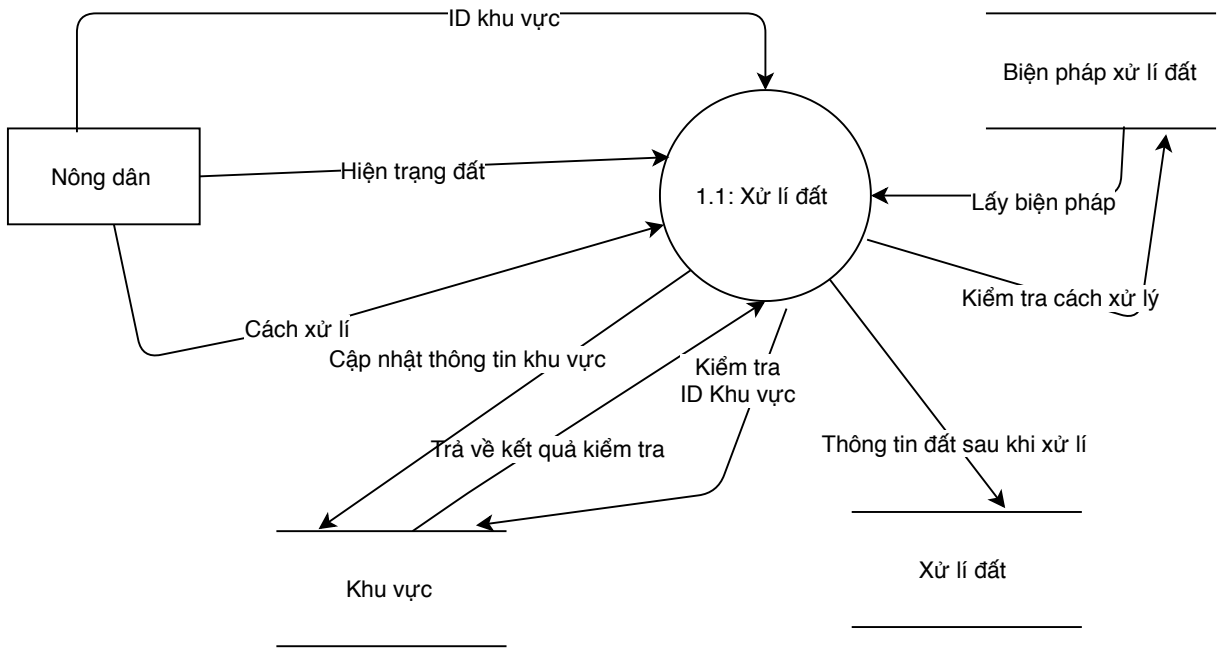 ID khu vực
Biện pháp xử lí đất
Nông dân
Hiện trạng đất
1.1: Xử lí đất
Lấy biện pháp
Kiểm tra cách xử lý
Cách xử lí
Cập nhật thông tin khu vực
Kiểm tra
ID Khu vực
Trả về kết quả kiểm tra
Thông tin đất sau khi xử lí
Khu vực
Xử lí đất